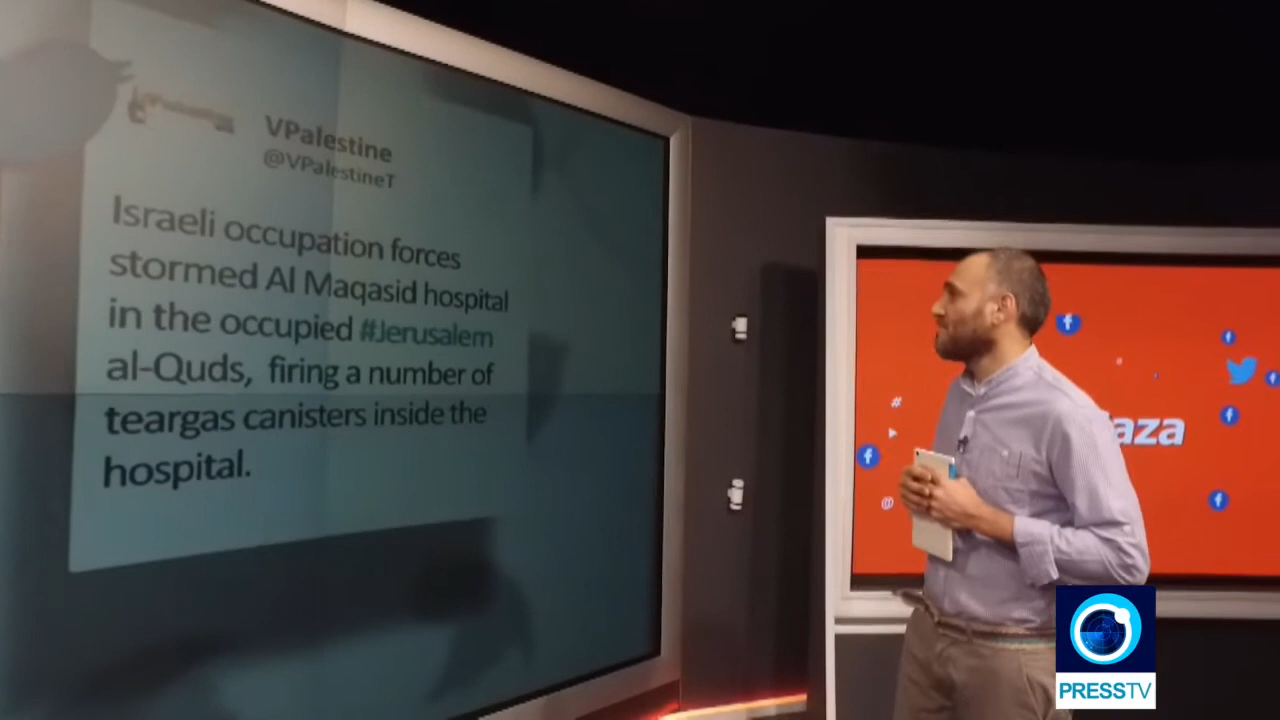 VPalestine
@VPalestineT
Israeli occupation forces
stormed Al Maqasid hospital
in the occupied #Jerusalem
al-Quds, firing a number of
teargas canisters inside the
hospital.
aza
PRESSTV